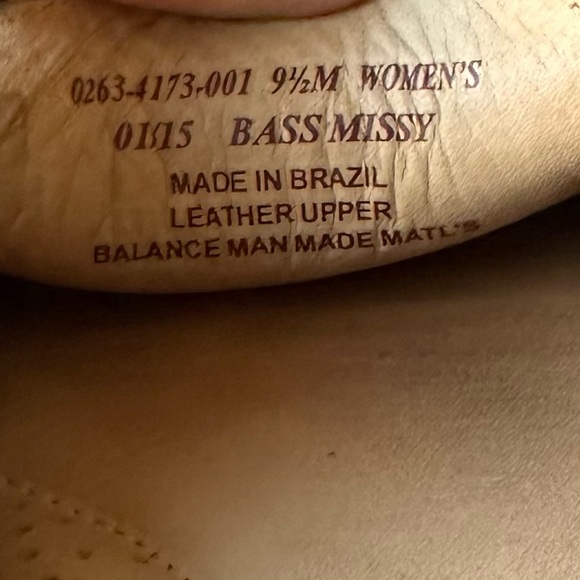 0263-4173-001 9½M WOMEN'S
01/15 BASS MISSY
MADE IN BRAZIL
LEATHER UPPER
BALANCE MAN MADE MATL'S